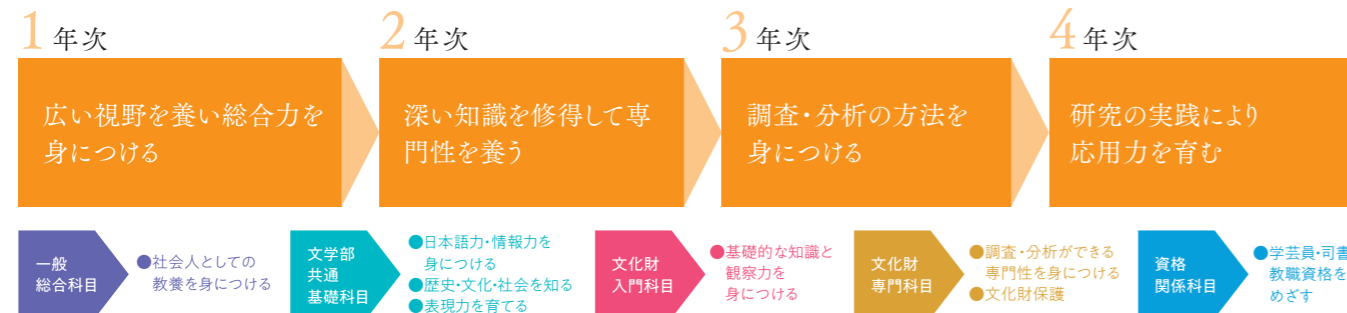 1年次
広い視野を養い総合力を
身につける
2年次
深い知識を修得して専
門性を養う
3年次
調査・分析の方法を
身につける
4年次
研究の実践により
応用力を育む
一般
総合科目
●社会人としての
教養を身につける
文学部
共通
基礎科目
●日本語力・情報力を
身につける
●歴史・文化・社会を知る
●表現力を育てる
文化財
入門科目
●基礎的な知識と
観察力を
身につける
文化財
専門科目
●調査・分析ができる
専門性を身につける
●文化財保護
資格
関係科目
●学芸員・司書
教職資格を
めざす